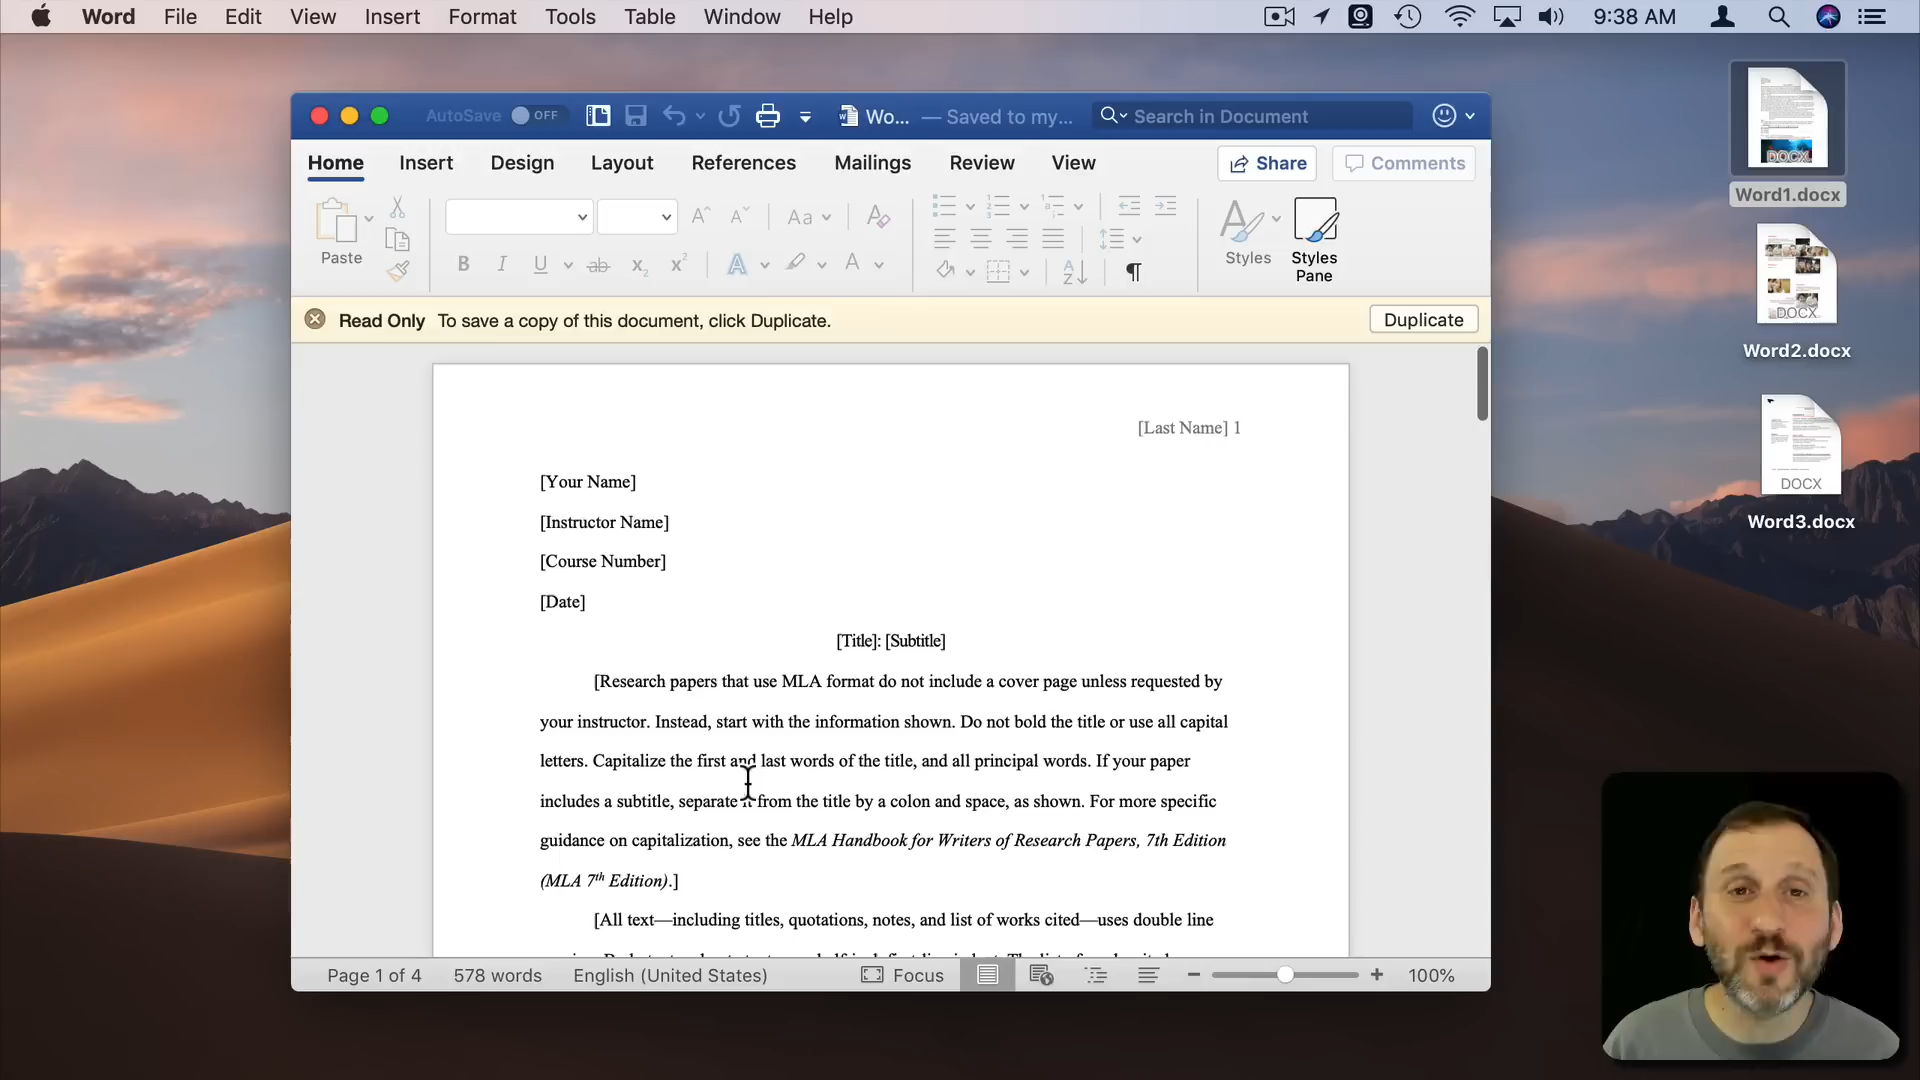 Word File Edit View Insert Format Tools Table Window Help 9:38 AM
AutoSave OFF Wo... — Saved to my... Search in Document
Home Insert Design Layout References Mailings Review View Share Comments
Paste Aa Styles Styles Pane
B I U ab X₂ X² A A A Z ¶
Read Only To save a copy of this document, click Duplicate. Duplicate
[Last Name] 1
[Your Name]
[Instructor Name]
[Course Number]
[Date]
[Title]: [Subtitle]
[Research papers that use MLA format do not include a cover page unless requested by
your instructor. Instead, start with the information shown. Do not bold the title or use all capital
letters. Capitalize the first and last words of the title, and all principal words. If your paper
includes a subtitle, separate it from the title by a colon and space, as shown. For more specific
guidance on capitalization, see the MLA Handbook for Writers of Research Papers, 7th Edition
(MLA 7th Edition).]
[All text—including titles, quotations, notes, and list of works cited—uses double line
Page 1 of 4 578 words English (United States) Focus 100%
DOCX
Word1.docx
DOCX
Word2.docx
DOCX
Word3.docx